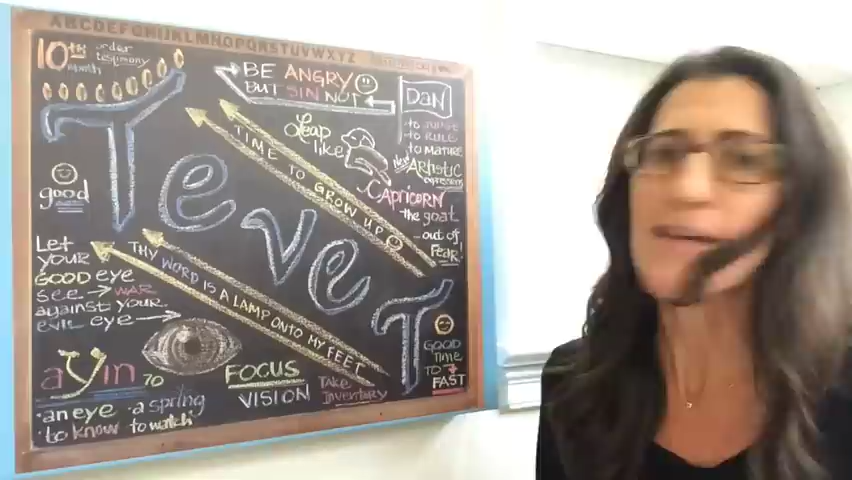 ABCDEFGHIJKLMNOPQRSTUVWXYZ
10th order
testimony
month
TeveT
good
Let
your
GOOD eye
see → WAR
against your
evil eye →
ayin 70
• an eye • a spring
• to know to watch
BE ANGRY
BUT SIN NOT
Leap
like
TIME TO GROW UP
THY WORD IS A LAMP ONTO MY FEET
FOCUS
VISION
Take
Inventory
DaN
to JUDGE
to RULE
to MATURE
Artistic
expression
CAPRICORN
the goat
out of
Fear!
GOOD
Time
TO
FAST